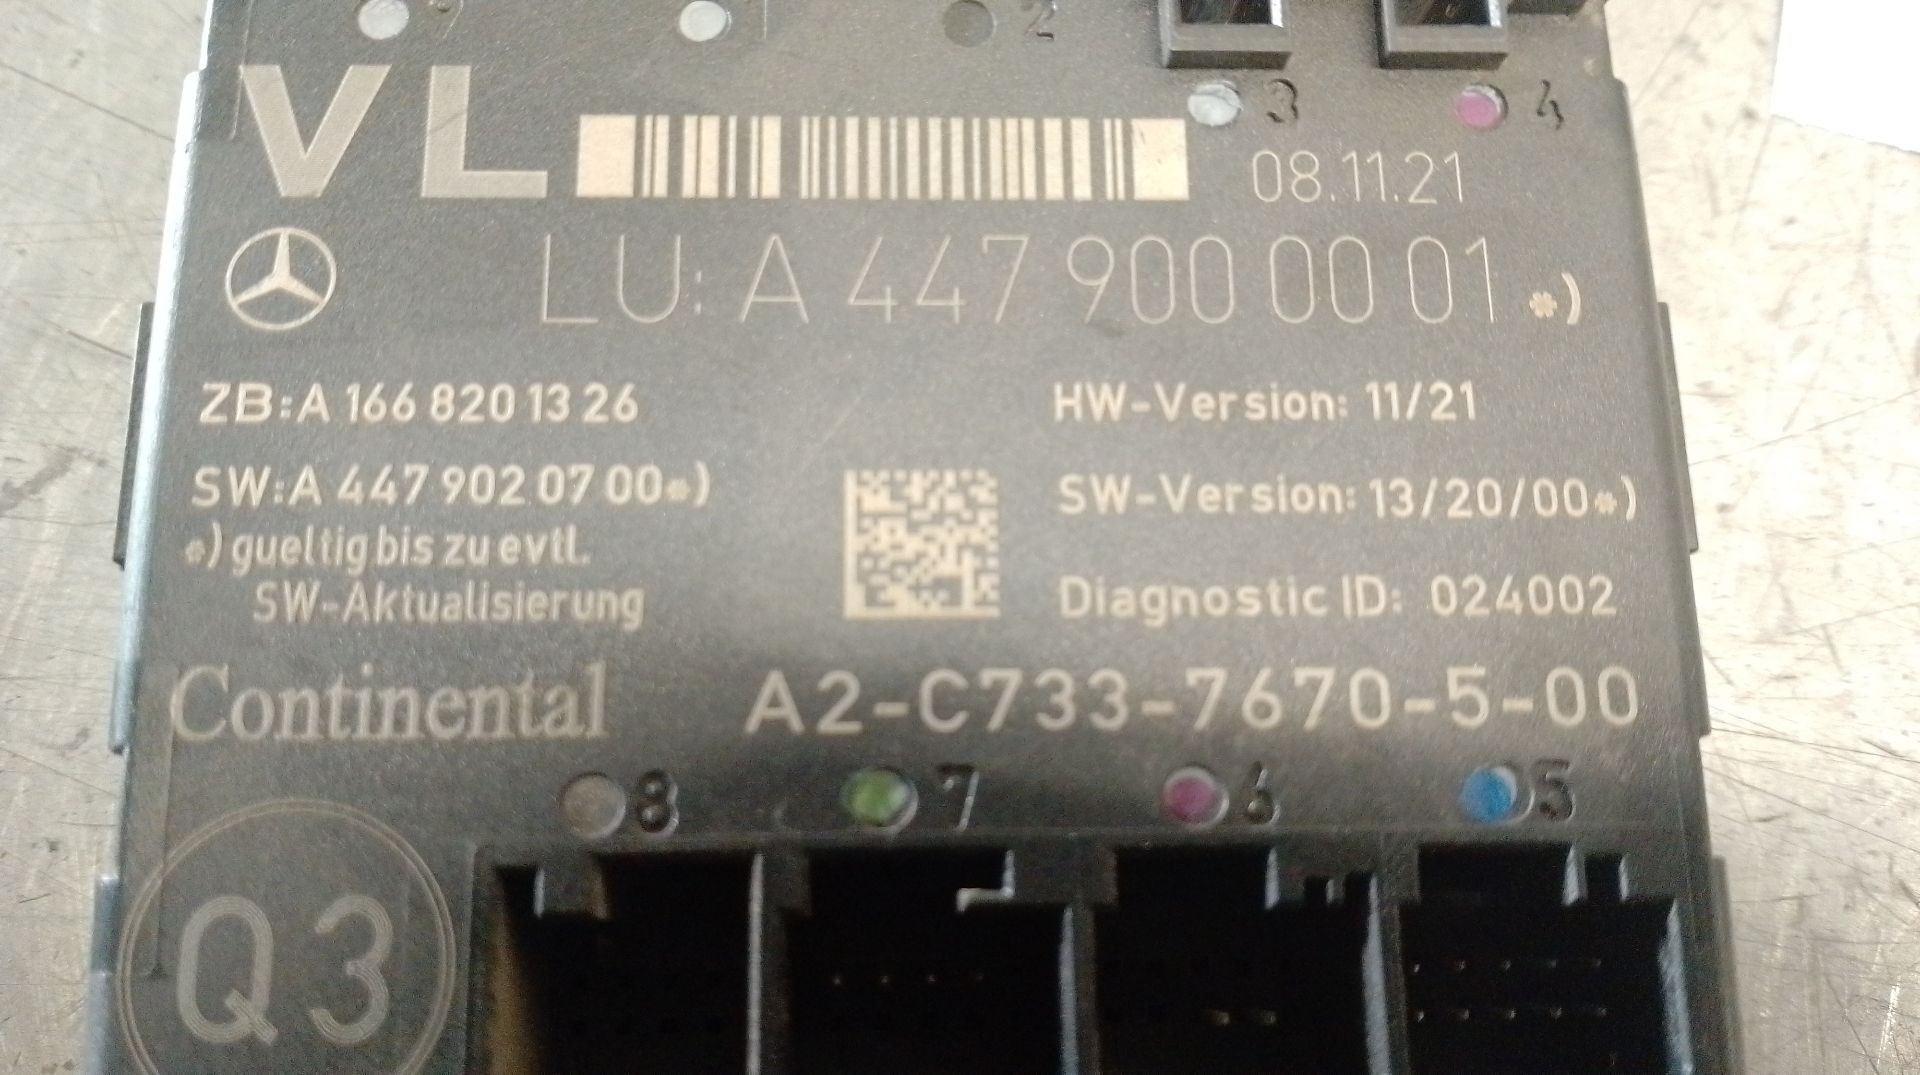 2
3 4
VL
08.11.21
LU: A 447 900 00 01 *)
ZB: A 166 820 13 26
HW-Version: 11/21
SW: A 447 902 07 00 *)
SW-Version: 13/20/00 *)
*) gueltig bis zu evtl.
SW-Aktualisierung
Diagnostic ID: 024002
Continental
A2-C733-7670-5-00
8 7 6 5
Q3